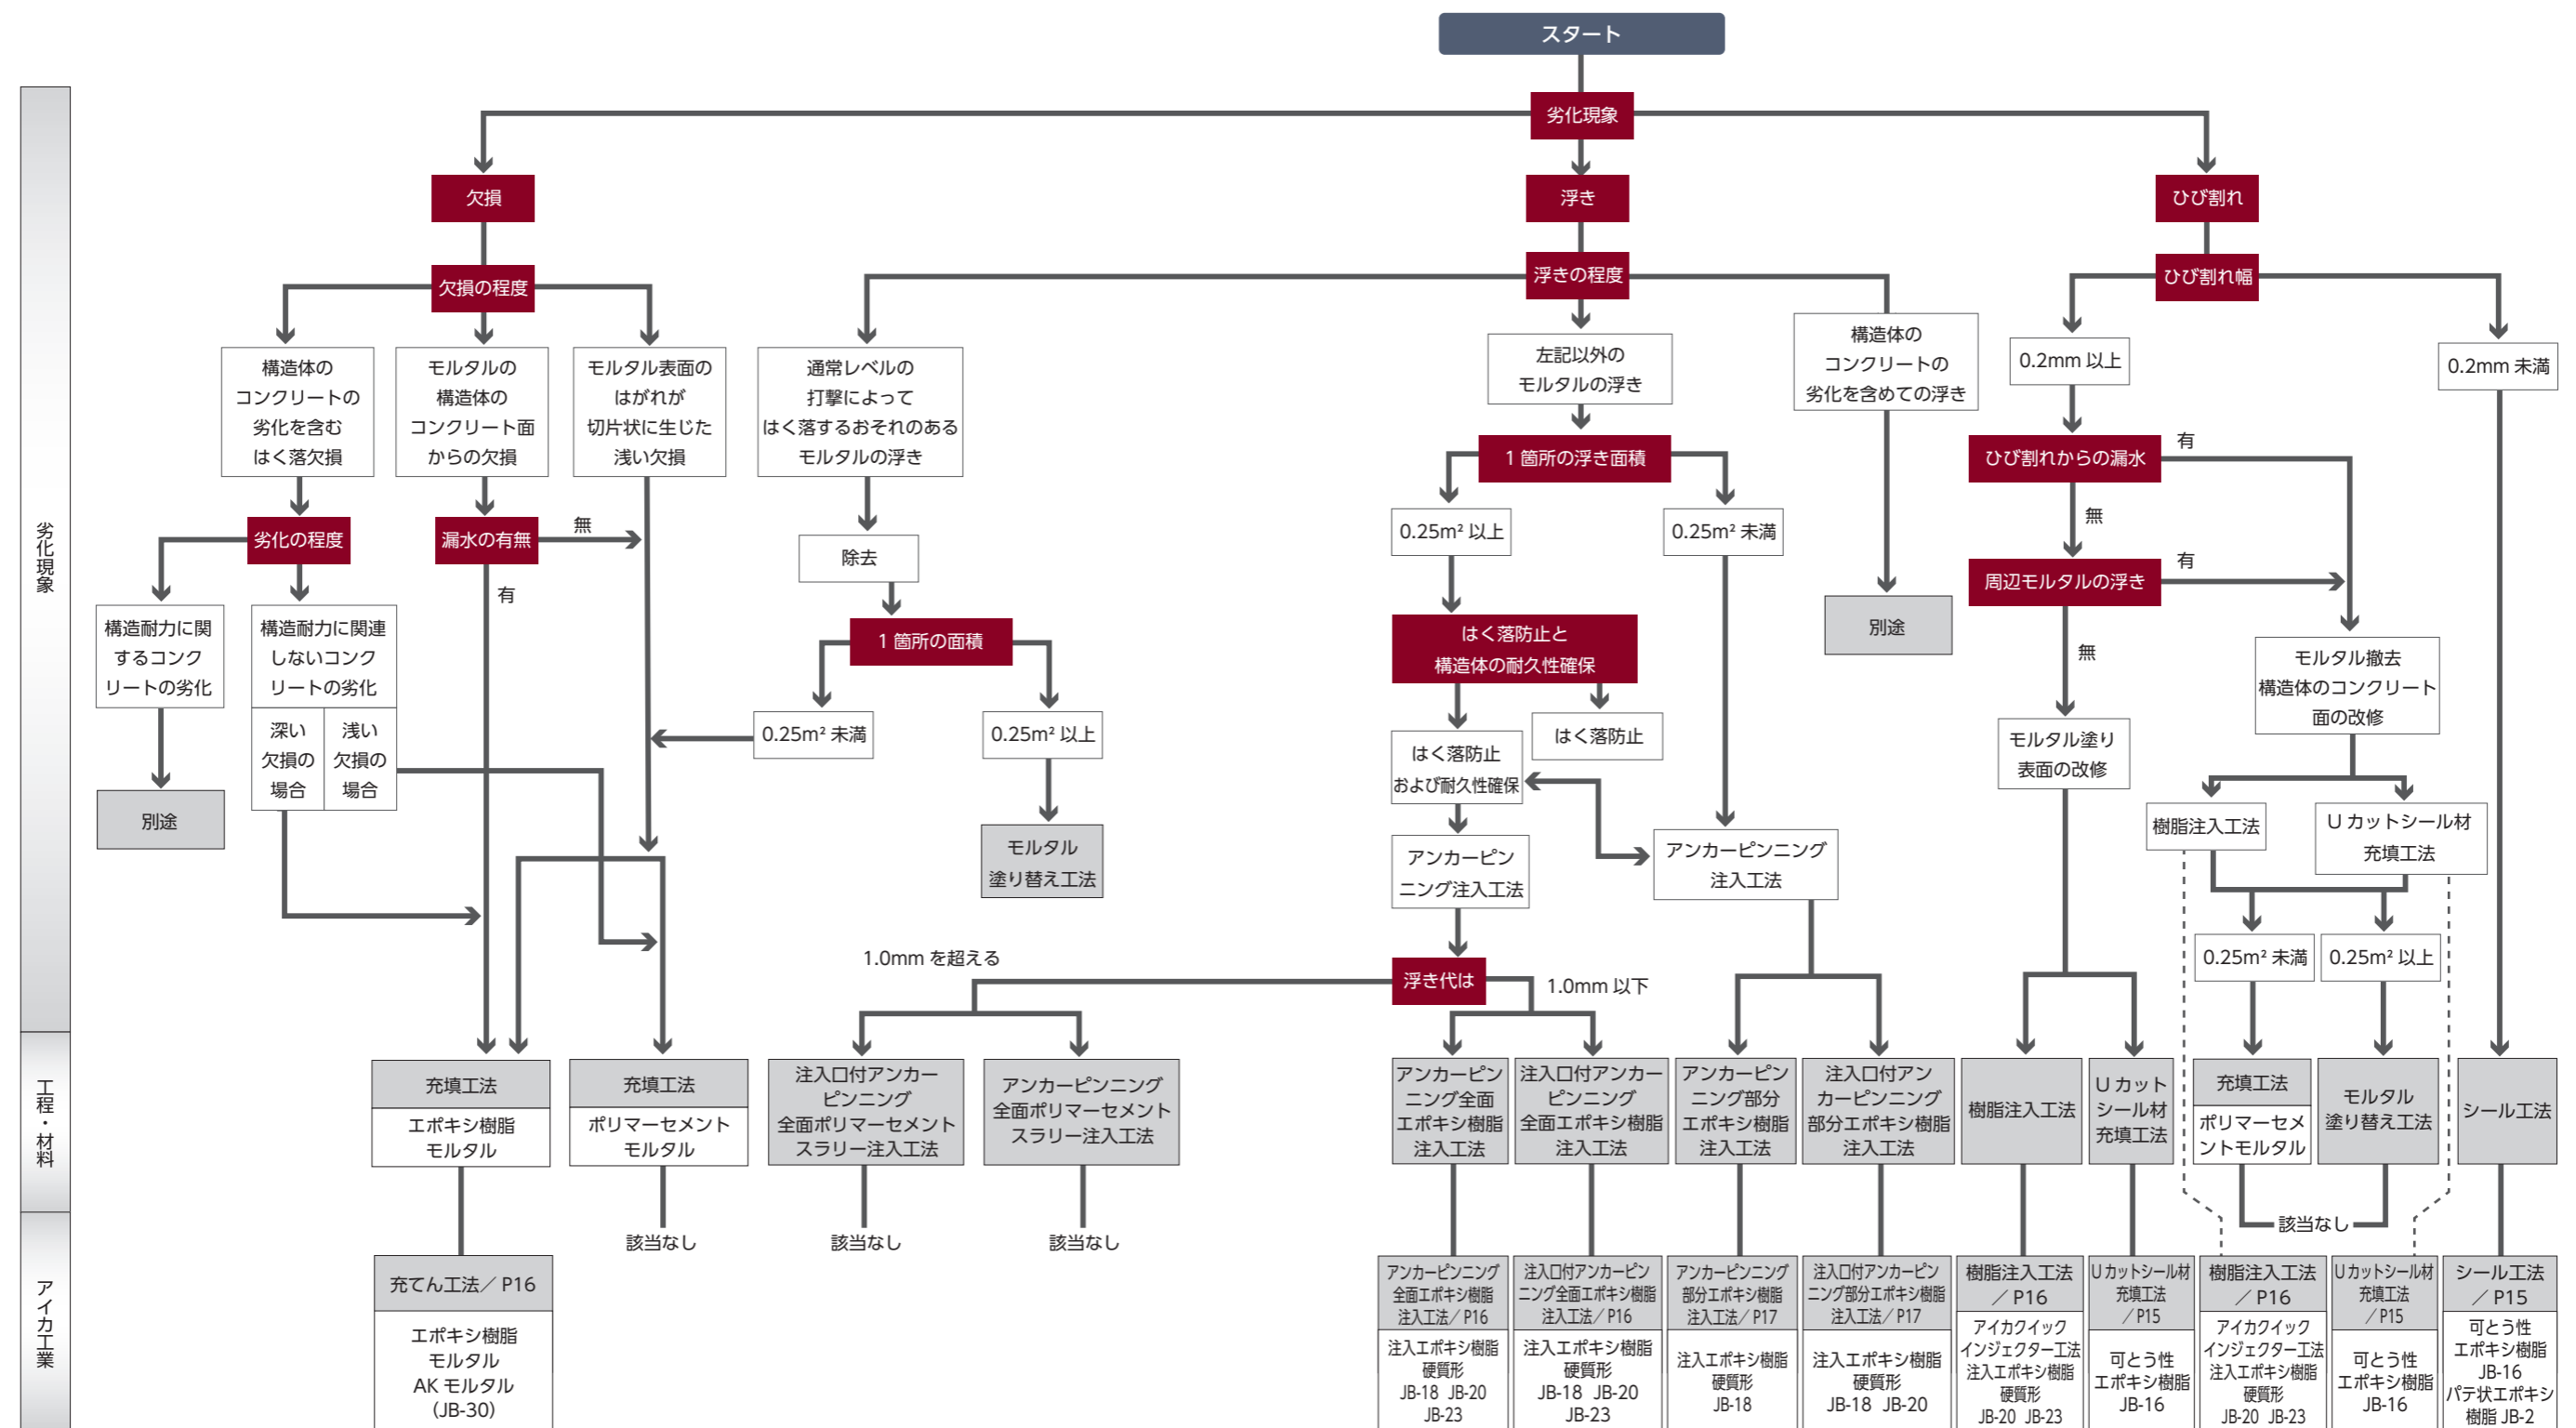 スタート
劣化現象
欠損
浮き
ひび割れ
欠損の程度
浮きの程度
ひび割れ幅
構造体の
コンクリートの
劣化を含む
はく落欠損
モルタルの
構造体の
コンクリート面
からの欠損
モルタル表面の
はがれが
切片状に生じた
浅い欠損
通常レベルの
打撃によって
はく落するおそれのある
モルタルの浮き
左記以外の
モルタルの浮き
構造体の
コンクリートの
劣化を含めての浮き
0.2mm 以上
0.2mm 未満
1 箇所の浮き面積
ひび割れからの漏水
有
無
劣化現象
劣化の程度
漏水の有無
無
有
除去
0.25m² 以上
0.25m² 未満
周辺モルタルの浮き
有
無
構造耐力に関
するコンク
リートの劣化
構造耐力に関連
しないコンク
リートの劣化
深い
欠損の
場合
浅い
欠損の
場合
1 箇所の面積
はく落防止と
構造体の耐久性確保
別途
モルタル撤去
構造体のコンクリート
面の改修
0.25m² 未満
0.25m² 以上
はく落防止
および耐久性確保
はく落防止
モルタル塗り
表面の改修
別途
モルタル
塗り替え工法
アンカーピン
ニング注入工法
アンカーピンニング
注入工法
樹脂注入工法
U カットシール材
充填工法
1.0mm を超える
浮き代は
1.0mm 以下
0.25m² 未満
0.25m² 以上
工程・材料
充填工法
エポキシ樹脂
モルタル
充填工法
ポリマーセメント
モルタル
注入口付アンカー
ピンニング
全面ポリマーセメント
スラリー注入工法
アンカーピンニング
全面ポリマーセメント
スラリー注入工法
アンカーピン
ニング全面
エポキシ樹脂
注入工法
注入口付アンカー
ピンニング
全面エポキシ樹脂
注入工法
アンカーピン
ニング部分
エポキシ樹脂
注入工法
注入口付アン
カーピンニング
部分エポキシ樹脂
注入工法
樹脂注入工法
U カット
シール材
充填工法
充填工法
ポリマーセメ
ントモルタル
モルタル
塗り替え工法
シール工法
アイカ工業
該当なし
該当なし
該当なし
該当なし
充てん工法／ P16
エポキシ樹脂
モルタル
AK モルタル
（JB-30）
アンカーピンニング
全面エポキシ樹脂
注入工法／ P16
注入エポキシ樹脂
硬質形
JB-18 JB-20
JB-23
注入口付アンカーピン
ニング全面エポキシ樹脂
注入工法／ P16
注入エポキシ樹脂
硬質形
JB-18 JB-20
JB-23
アンカーピンニング
部分エポキシ樹脂
注入工法／ P17
注入エポキシ樹脂
硬質形
JB-18
注入口付アンカーピン
ニング部分エポキシ樹脂
注入工法／ P17
注入エポキシ樹脂
硬質形
JB-18 JB-20
樹脂注入工法
／ P16
アイカクイック
インジェクター工法
注入エポキシ樹脂
硬質形
JB-20 JB-23
U カットシール材
充填工法
／ P15
可とう性
エポキシ樹脂
JB-16
樹脂注入工法
／ P16
アイカクイック
インジェクター工法
注入エポキシ樹脂
硬質形
JB-20 JB-23
U カットシール材
充填工法
／ P15
可とう性
エポキシ樹脂
JB-16
シール工法
／ P15
可とう性
エポキシ樹脂
JB-16
パテ状エポキシ
樹脂 JB-2